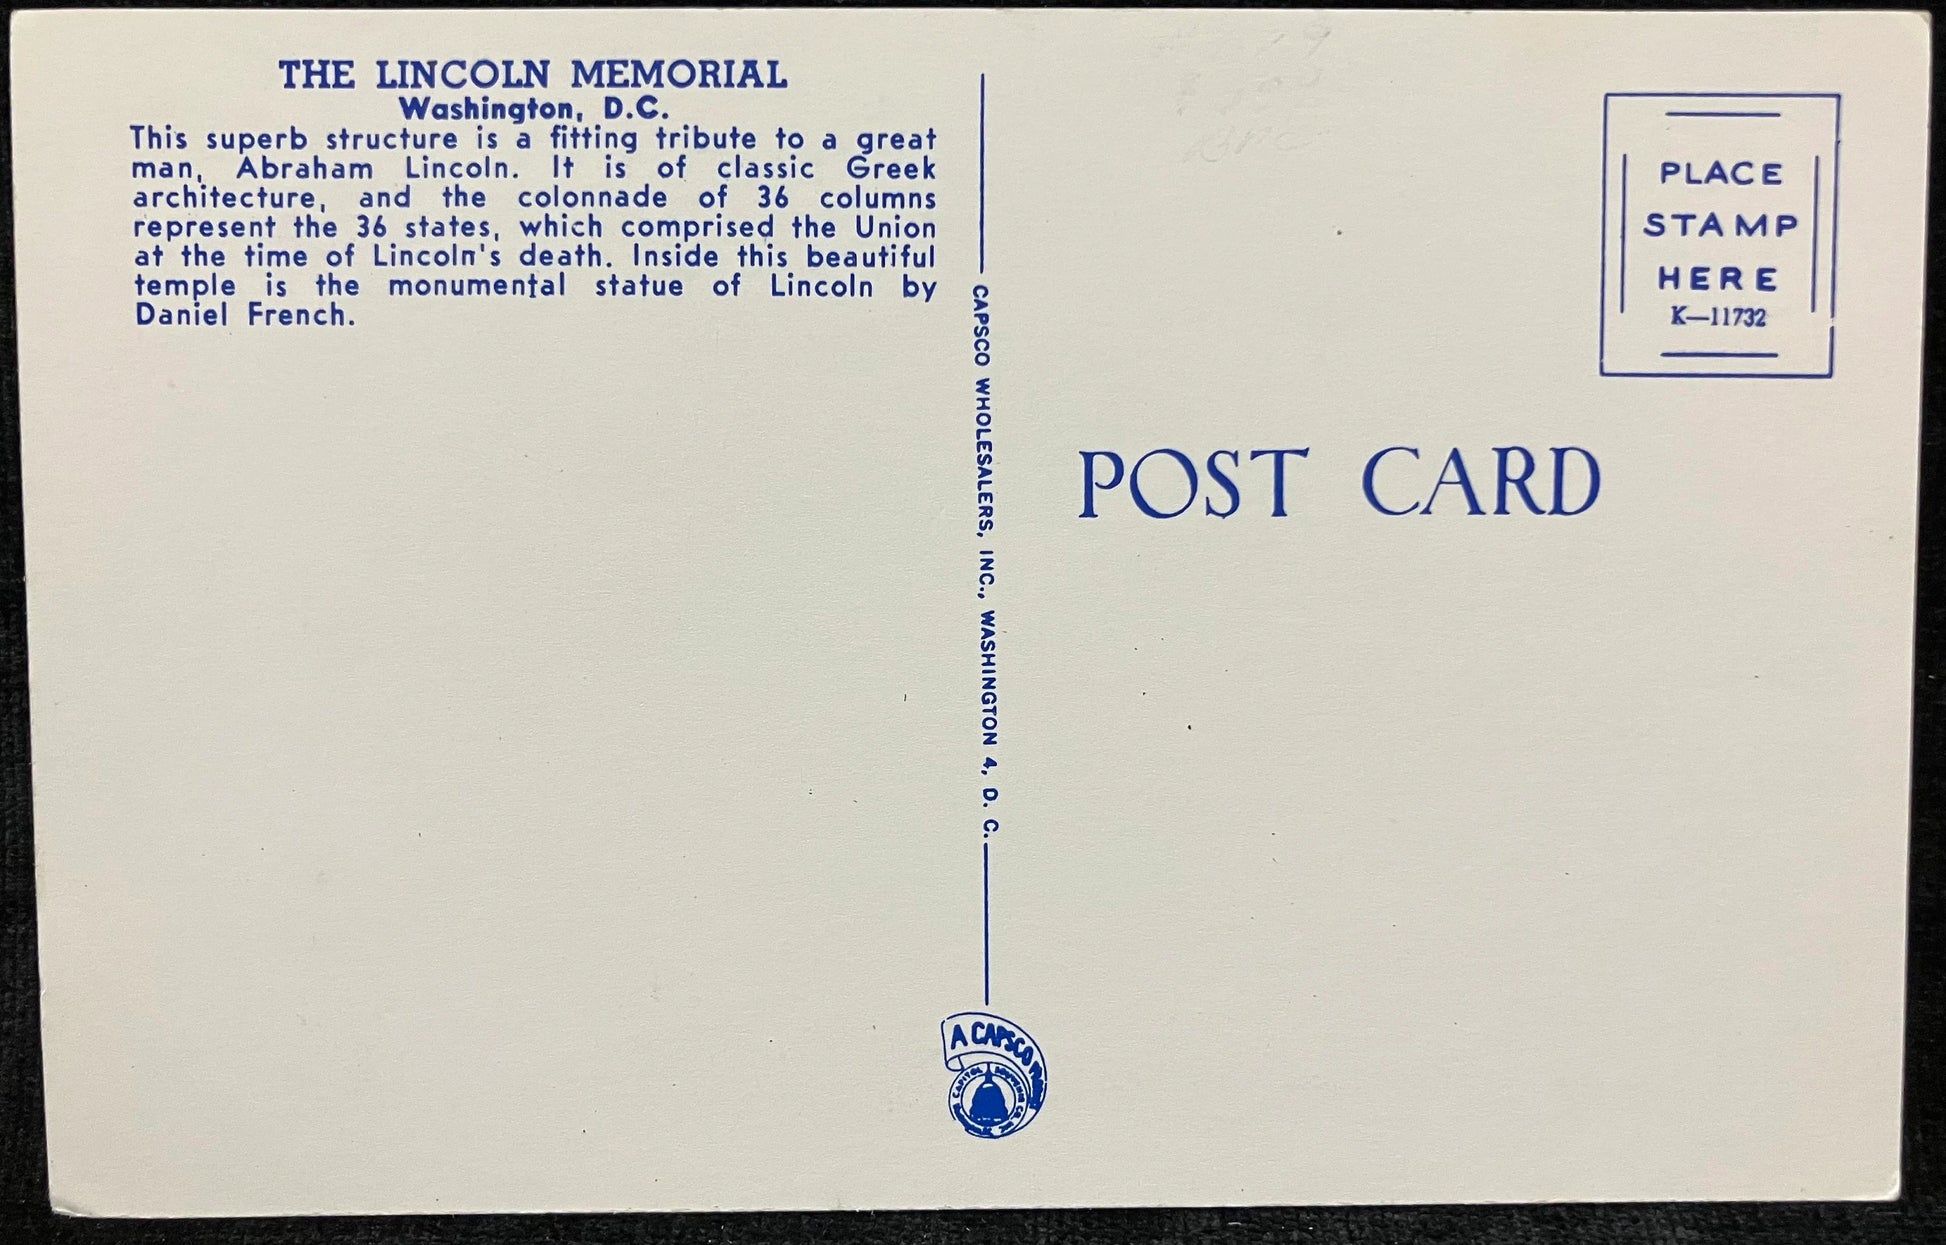 THE LINCOLN MEMORIAL
Washington, D.C.
This superb structure is a fitting tribute to a great
man, Abraham Lincoln. It is of classic Greek
architecture, and the colonnade of 36 columns
represent the 36 states, which comprised the Union
at the time of Lincoln's death. Inside this beautiful
temple is the monumental statue of Lincoln by
Daniel French.
CAPSCO WHOLESALERS, INC., WASHINGTON 4, D. C.
A CAPSCO
CAPITOL SOUVENIR CO.
PLACE
STAMP
HERE
K—11732
POST CARD